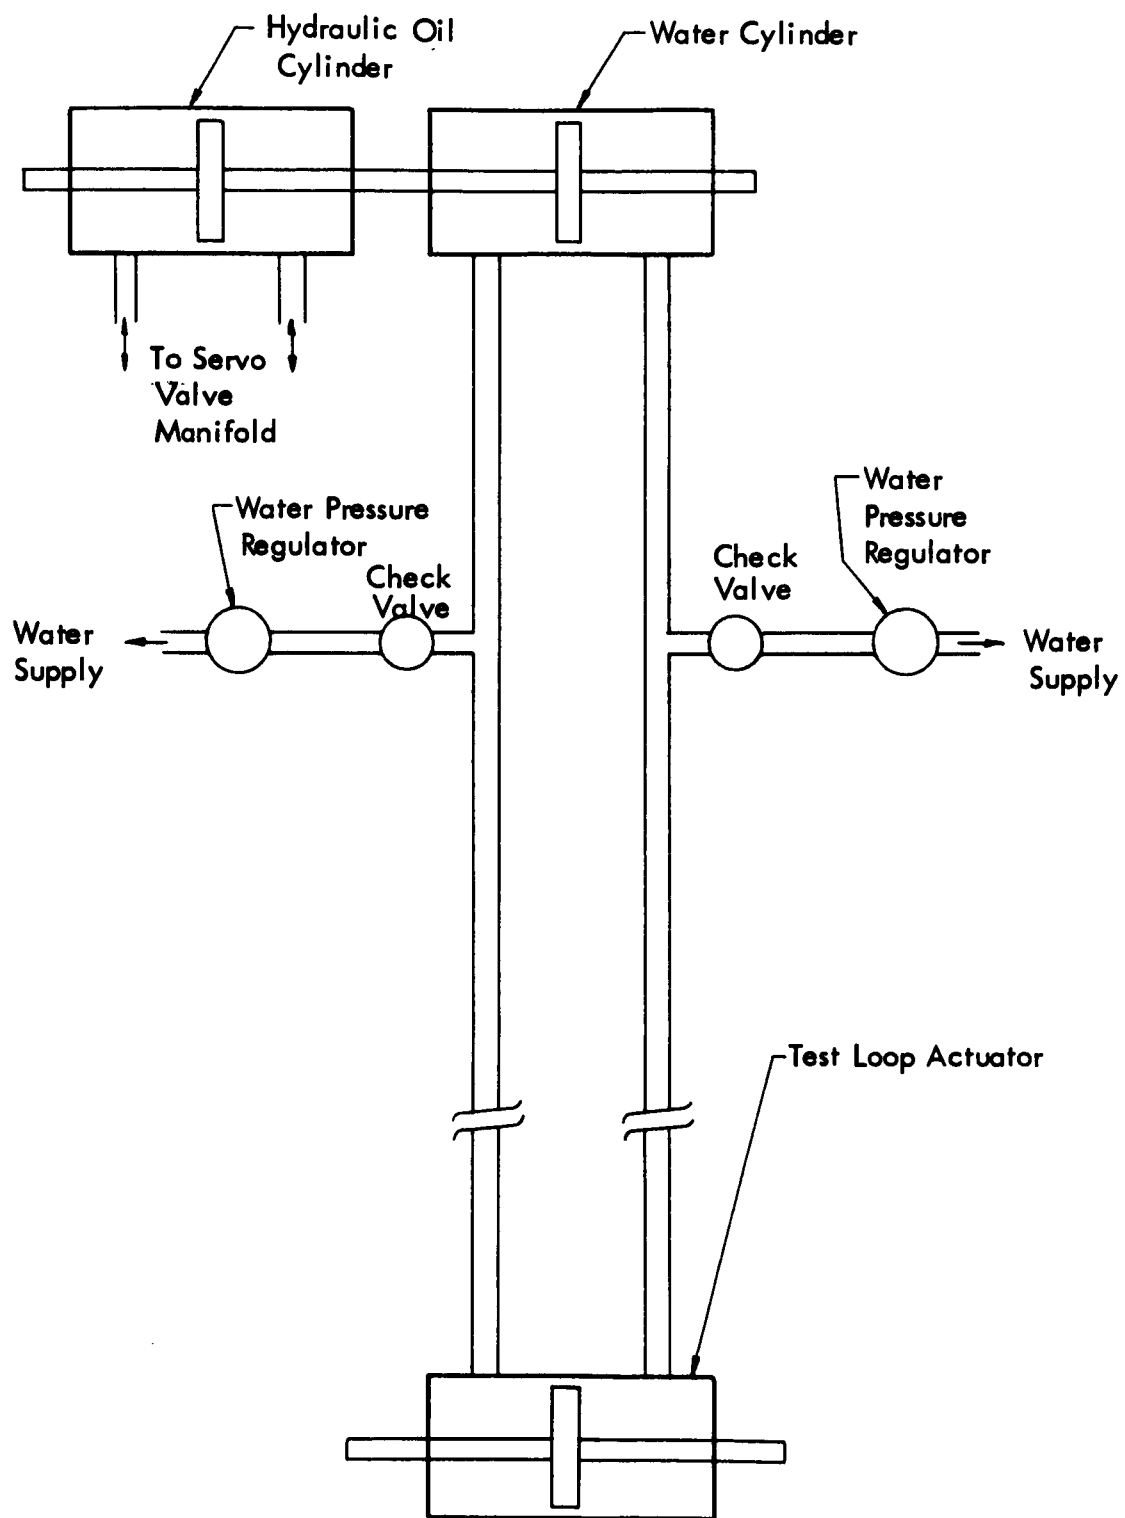 Hydraulic Oil
Cylinder
Water Cylinder
To Servo
Valve
Manifold
Water Pressure
Regulator
Check
Valve
Water
Supply
Check
Valve
Water
Pressure
Regulator
Water
Supply
Test Loop Actuator